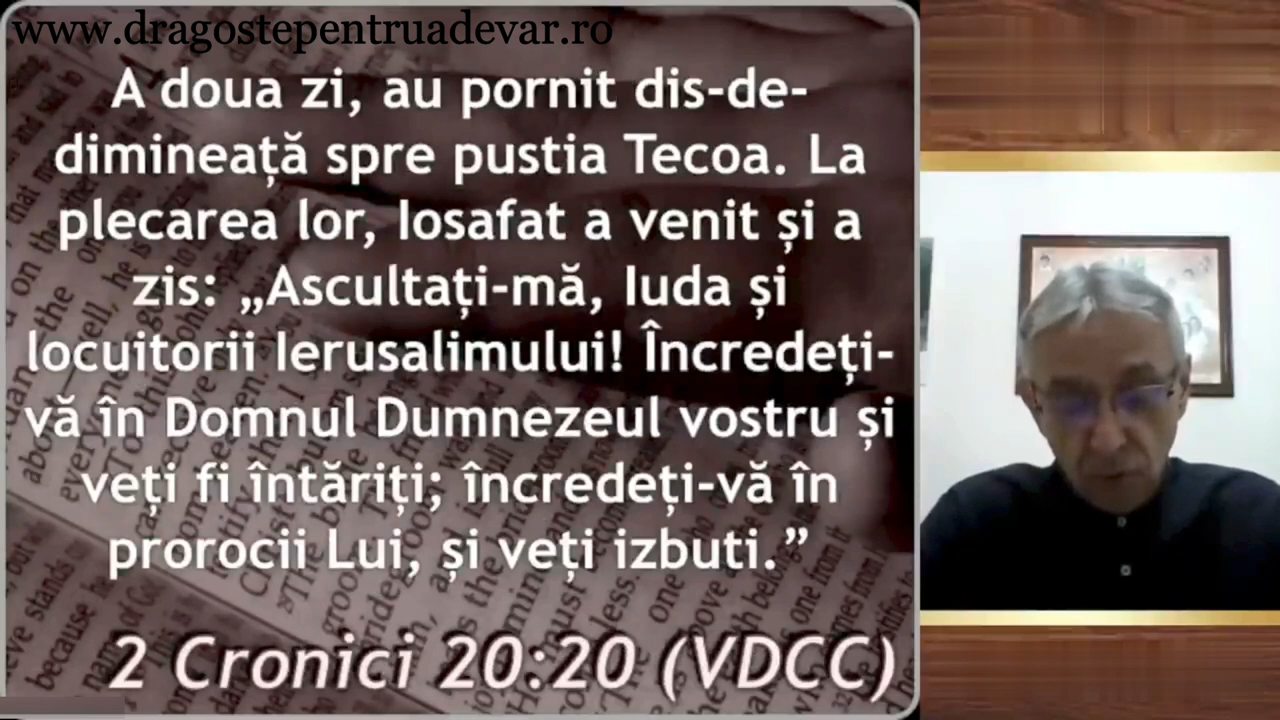 www.dragostepentruadevar.ro
A doua zi, au pornit dis-de-
dimineață spre pustia Tecoa. La
plecarea lor, Iosafat a venit și a
zis: „Ascultați-mă, Iuda și
locuitorii Ierusalimului! Încredeți-
vă în Domnul Dumnezeul vostru și
veți fi întăriți; încredeți-vă în
prorocii Lui, și veți izbuti.”
2 Cronici 20:20 (VDCC)